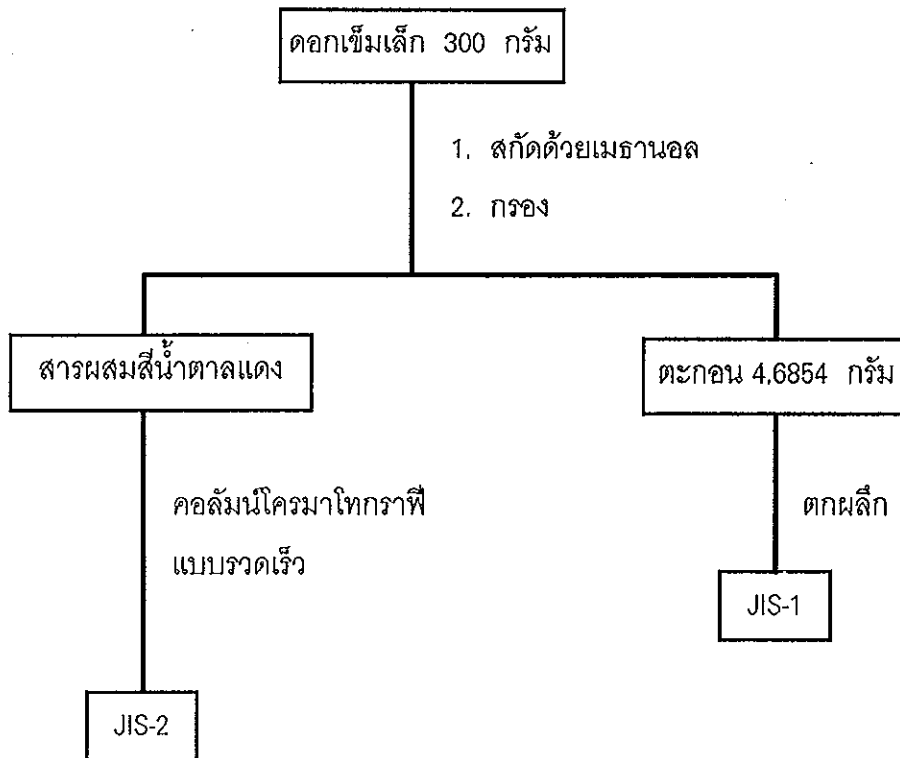 ดอกเข็มเล็ก 300 กรัม
1. สกัดด้วยเมธานอล
2. กรอง
สารผสมสีน้ำตาลแดง
ตะกอน 4.6854 กรัม
คอลัมน์โครมาโทกราฟี
แบบรวดเร็ว
ตกผลึก
JIS-1
JIS-2